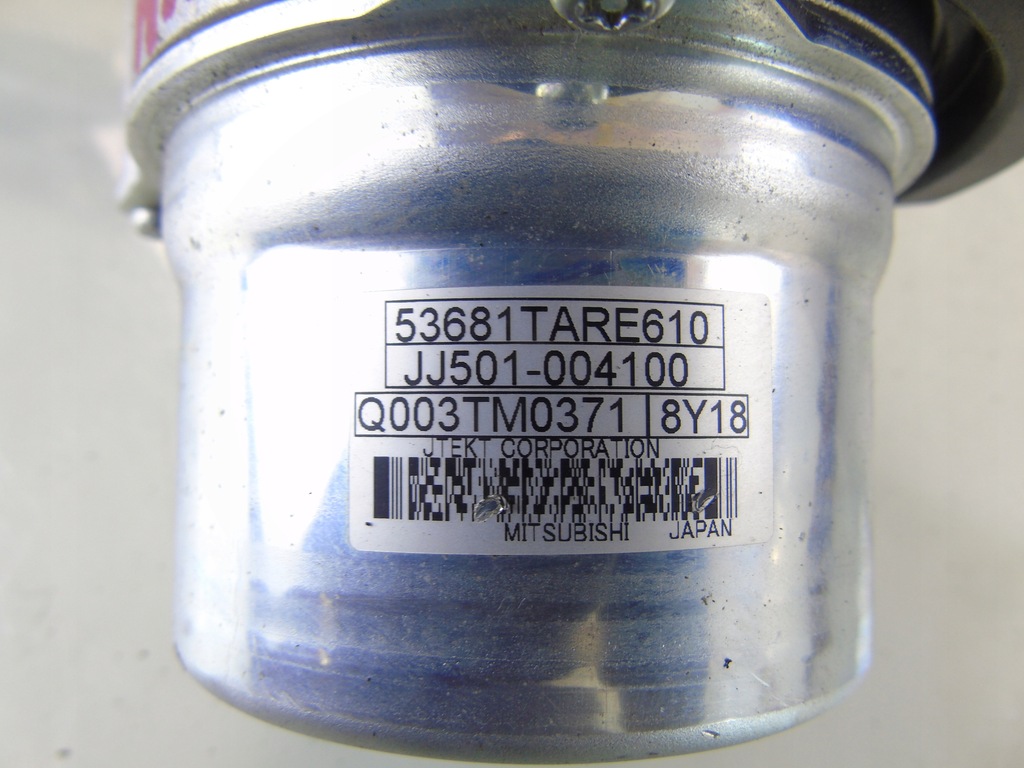 53681TARE610
JJ501-004100
Q003TM0371 8Y18
JTEKT CORPORATION
MITSUBISHI JAPAN